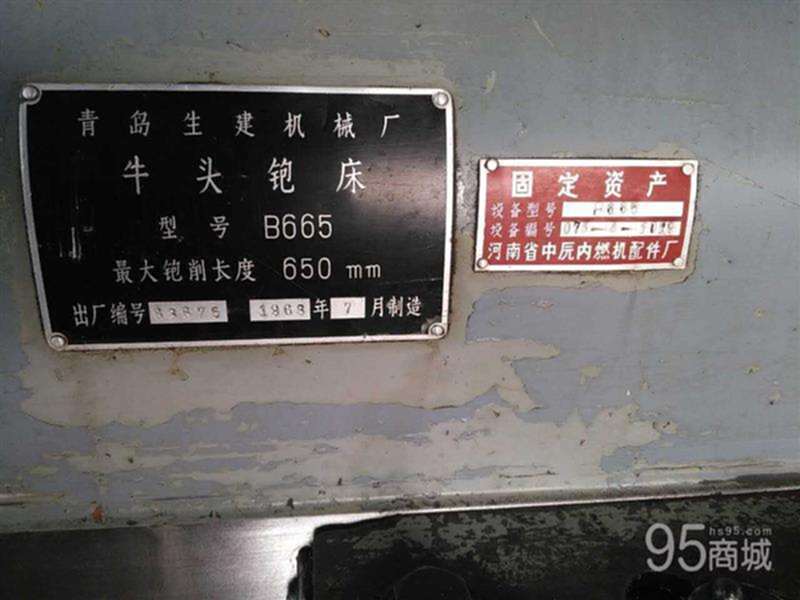 青岛生建机械厂
牛头铇床
型号 B665
最大铇削长度 650 mm
出厂编号 年 7 月制造
固定资产
设备型号
设备编号
河南省中辰内燃机配件厂
95商城
hs95.com